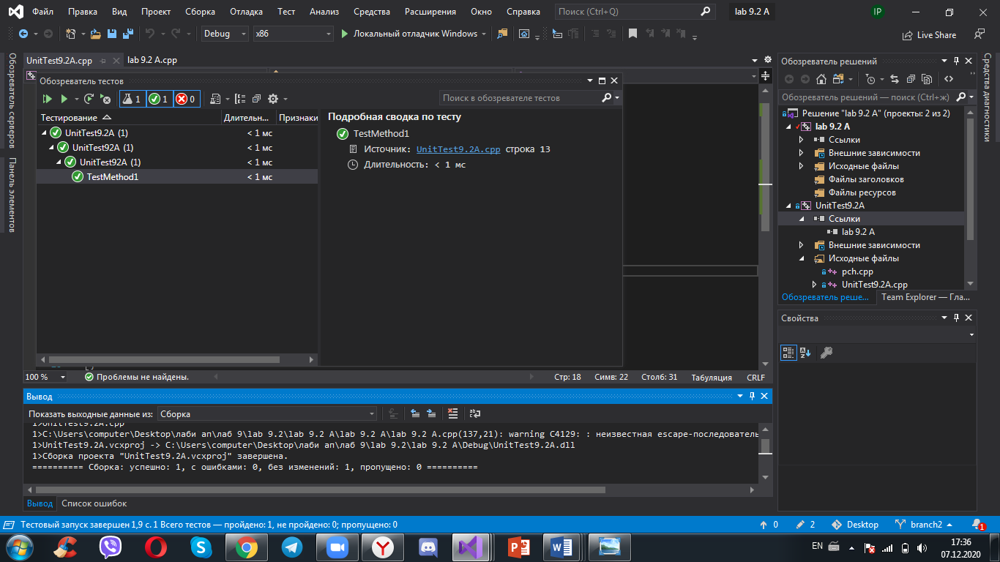 Файл Правка Вид Проект Сборка Отладка Тест Анализ Средства Расширения Окно Справка Поиск (Ctrl+Q) lab 9.2 A IP
Debug x86 Локальный отладчик Windows Live Share
Обозреватель серверов
Панель элементов
UnitTest9.2A.cpp lab 9.2 A.cpp
Обозреватель тестов
1 1 0 Поиск в обозревателе тестов
Тестирование Длительн... Признаки
UnitTest9.2A (1) < 1 мс
UnitTest92A (1) < 1 мс
UnitTest92A (1) < 1 мс
TestMethod1 < 1 мс
Подробная сводка по тесту
TestMethod1
Источник: UnitTest9.2A.cpp строка 13
Длительность: < 1 мс
100 % Проблемы не найдены. Стр: 18 Симв: 22 Столб: 31 Табуляция CRLF
Вывод
Показать выходные данные из: Сборка
1>UnitTest9.2A.cpp
1>C:\Users\computer\Desktop\лаби ап\лаб 9\lab 9.2\lab 9.2 A\lab 9.2 A\lab 9.2 A.cpp(137,21): warning C4129: : неизвестная escape-последователь
1>UnitTest9.2A.vcxproj -> C:\Users\computer\Desktop\лаби ап\лаб 9\lab 9.2\lab 9.2 A\Debug\UnitTest9.2A.dll
1>Сборка проекта "UnitTest9.2A.vcxproj" завершена.
========== Сборка: успешно: 1, с ошибками: 0, без изменений: 1, пропущено: 0 ==========
Вывод Список ошибок
Обозреватель решений
Обозреватель решений — поиск (Ctrl+ж)
Решение "lab 9.2 A" (проекты: 2 из 2)
lab 9.2 A
Ссылки
Внешние зависимости
Исходные файлы
Файлы заголовков
Файлы ресурсов
UnitTest9.2A
Ссылки
lab 9.2 A
Внешние зависимости
Исходные файлы
pch.cpp
UnitTest9.2A.cpp
Обозреватель реше... Team Explorer — Гла...
Свойства
Средства диагностики
Тестовый запуск завершен 1,9 с. 1 Всего тестов — пройдено: 1, не пройдено: 0; пропущено: 0 0 2 Desktop branch2 1
EN 17:36
07.12.2020